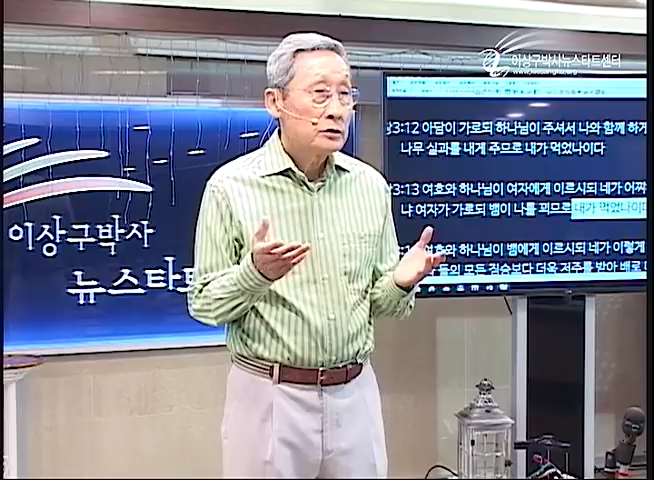 이상구박사뉴스타트센터
이상구박사
뉴스타트
3:12 아담이 가로되 하나님이 주셔서 나와 함께 하게
나무 실과를 내게 주므로 내가 먹었나이다
3:13 여호와 하나님이 여자에게 이르시되 네가 어찌
여자가 가로되 뱀이 나를 꾀므로 내가 먹었나이다
여호와 하나님이 뱀에게 이르시되 네가 이렇게
들의 모든 짐승보다 더욱 저주를 받아 배로